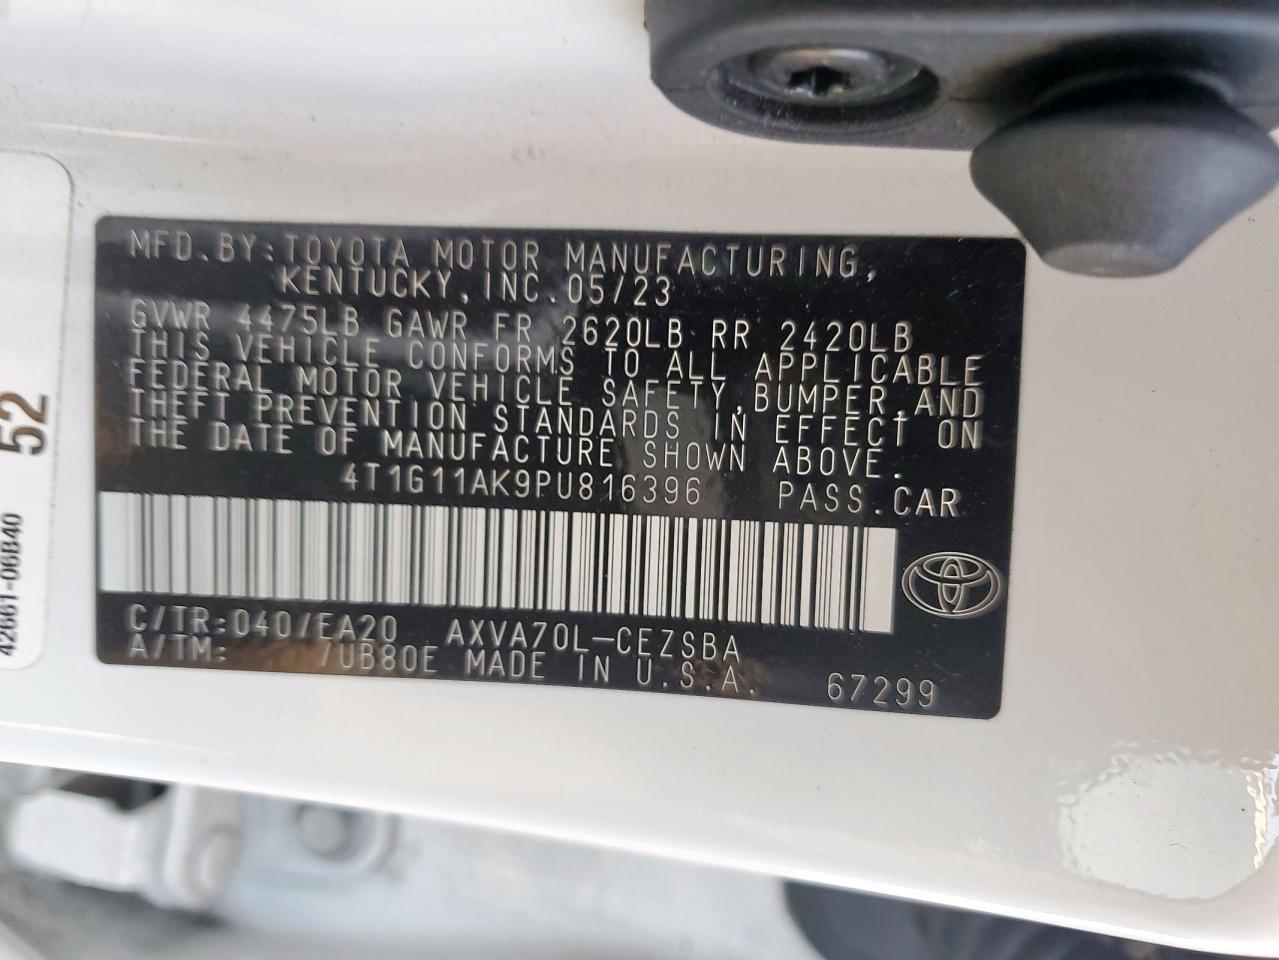 MFD.BY:TOYOTA MOTOR MANUFACTURING,
KENTUCKY,INC.05/23
GVWR 4475LB GAWR FR 2620LB RR 2420LB
THIS VEHICLE CONFORMS TO ALL APPLICABLE
FEDERAL MOTOR VEHICLE SAFETY,BUMPER,AND
THEFT PREVENTION STANDARDS IN EFFECT ON
THE DATE OF MANUFACTURE SHOWN ABOVE.
4T1G11AK9PU816396 PASS.CAR
C/TR:040/EA20 AXVA70L-CEZSBA
A/TM: /UB80E MADE IN U.S.A. 67299
52
42661-06B40